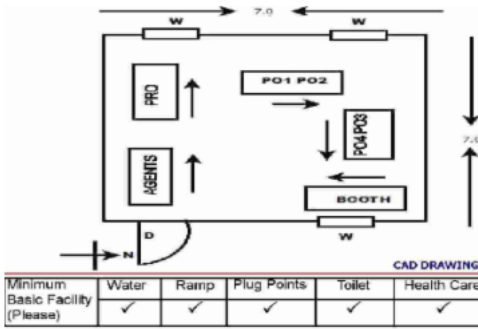 7.0
W W
PRO
PO1 PO2
PO4 PO3
7.0
AGENTS
BOOTH
D
N
W
CAD DRAWING
Minimum Basic Facility (Please) Water Ramp Plug Points Toilet Health Care
✓ ✓ ✓ ✓ ✓